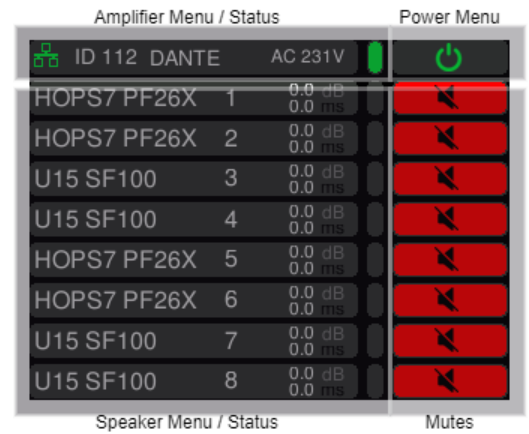 Amplifier Menu / Status Power Menu
ID 112 DANTE AC 231V
HOPS7 PF26X 1 0.0 dB
0.0 ms
HOPS7 PF26X 2 0.0 dB
0.0 ms
U15 SF100 3 0.0 dB
0.0 ms
U15 SF100 4 0.0 dB
0.0 ms
HOPS7 PF26X 5 0.0 dB
0.0 ms
HOPS7 PF26X 6 0.0 dB
0.0 ms
U15 SF100 7 0.0 dB
0.0 ms
U15 SF100 8 0.0 dB
0.0 ms
Speaker Menu / Status Mutes